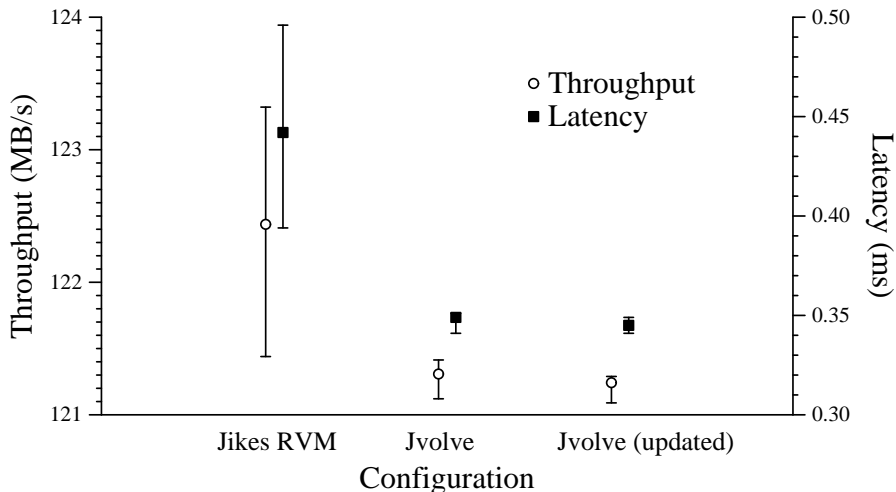 124
123
122
121
Throughput (MB/s)
Throughput
Latency
0.50
0.45
0.40
0.35
0.30
Latency (ms)
Jikes RVM
Jvolve
Jvolve (updated)
Configuration